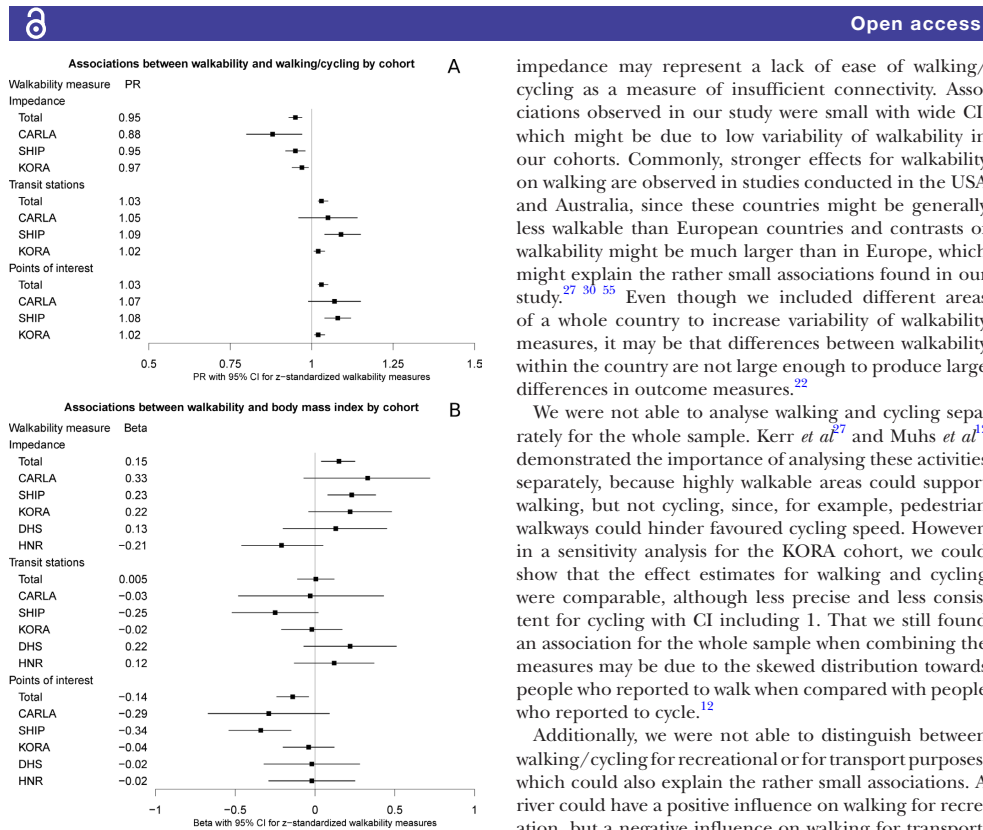 Open access
Associations between walkability and walking/cycling by cohort
A
Walkability measure PR
Impedance
Total 0.95
CARLA 0.88
SHIP 0.95
KORA 0.97
Transit stations
Total 1.03
CARLA 1.05
SHIP 1.09
KORA 1.02
Points of interest
Total 1.03
CARLA 1.07
SHIP 1.08
KORA 1.02
0.5 0.75 1 1.25 1.5
PR with 95% CI for z−standardized walkability measures
Associations between walkability and body mass index by cohort
B
Walkability measure Beta
Impedance
Total 0.15
CARLA 0.33
SHIP 0.23
KORA 0.22
DHS 0.13
HNR −0.21
Transit stations
Total 0.005
CARLA −0.03
SHIP −0.25
KORA −0.02
DHS 0.22
HNR 0.12
Points of interest
Total −0.14
CARLA −0.29
SHIP −0.34
KORA −0.04
DHS −0.02
HNR −0.02
−1 −0.5 0 0.5 1
Beta with 95% CI for z−standardized walkability measures
impedance may represent a lack of ease of walking/
cycling as a measure of insufficient connectivity. Asso
ciations observed in our study were small with wide CI
which might be due to low variability of walkability in
our cohorts. Commonly, stronger effects for walkability
on walking are observed in studies conducted in the USA
and Australia, since these countries might be generally
less walkable than European countries and contrasts o
walkability might be much larger than in Europe, which
might explain the rather small associations found in our
study.27 30 55 Even though we included different areas
of a whole country to increase variability of walkability
measures, it may be that differences between walkability
within the country are not large enough to produce large
differences in outcome measures.22
We were not able to analyse walking and cycling sepa
rately for the whole sample. Kerr et al27 and Muhs et al12
demonstrated the importance of analysing these activities
separately, because highly walkable areas could suppor
walking, but not cycling, since, for example, pedestrian
walkways could hinder favoured cycling speed. However
in a sensitivity analysis for the KORA cohort, we could
show that the effect estimates for walking and cycling
were comparable, although less precise and less consis
tent for cycling with CI including 1. That we still found
an association for the whole sample when combining the
measures may be due to the skewed distribution towards
people who reported to walk when compared with people
who reported to cycle.12
Additionally, we were not able to distinguish between
walking/cycling for recreational or for transport purposes
which could also explain the rather small associations. A
river could have a positive influence on walking for recre
ation, but a negative influence on walking for transport